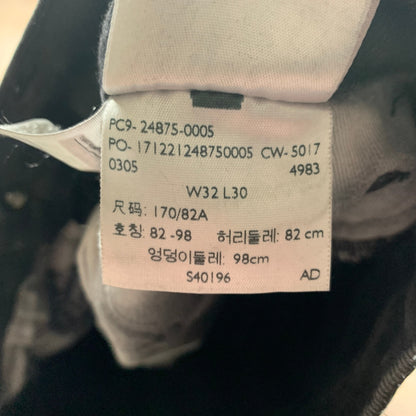 PC9- 24875-0005
PO- 171221248750005 CW- 5017
0305 4983
W32 L30
尺码: 170/82A
호칭: 82 -98 허리둘레: 82 cm
엉덩이둘레: 98cm
S40196 AD